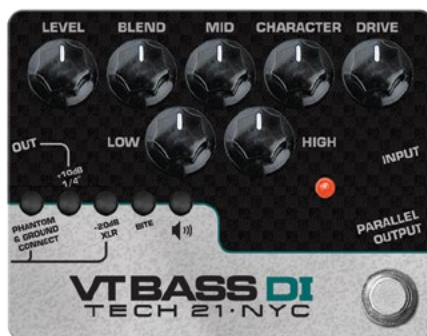 LEVEL BLEND MID CHARACTER DRIVE
LOW HIGH
OUT
-10dB
1/4"
INPUT
PHANTOM
& GROUND
CONNECT
-20dB
XLR
BITE
PARALLEL
OUTPUT
VT BASS DI
TECH 21·NYC